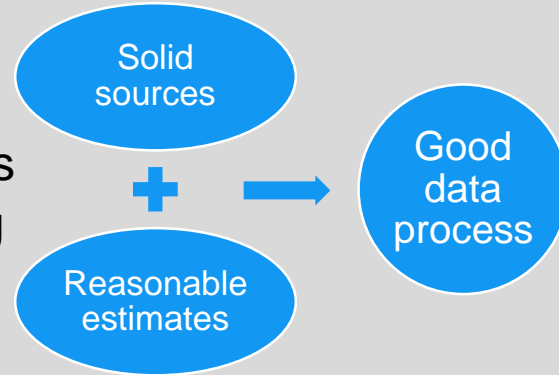 Solid
sources
s
g
Good
data
process
Reasonable
estimates